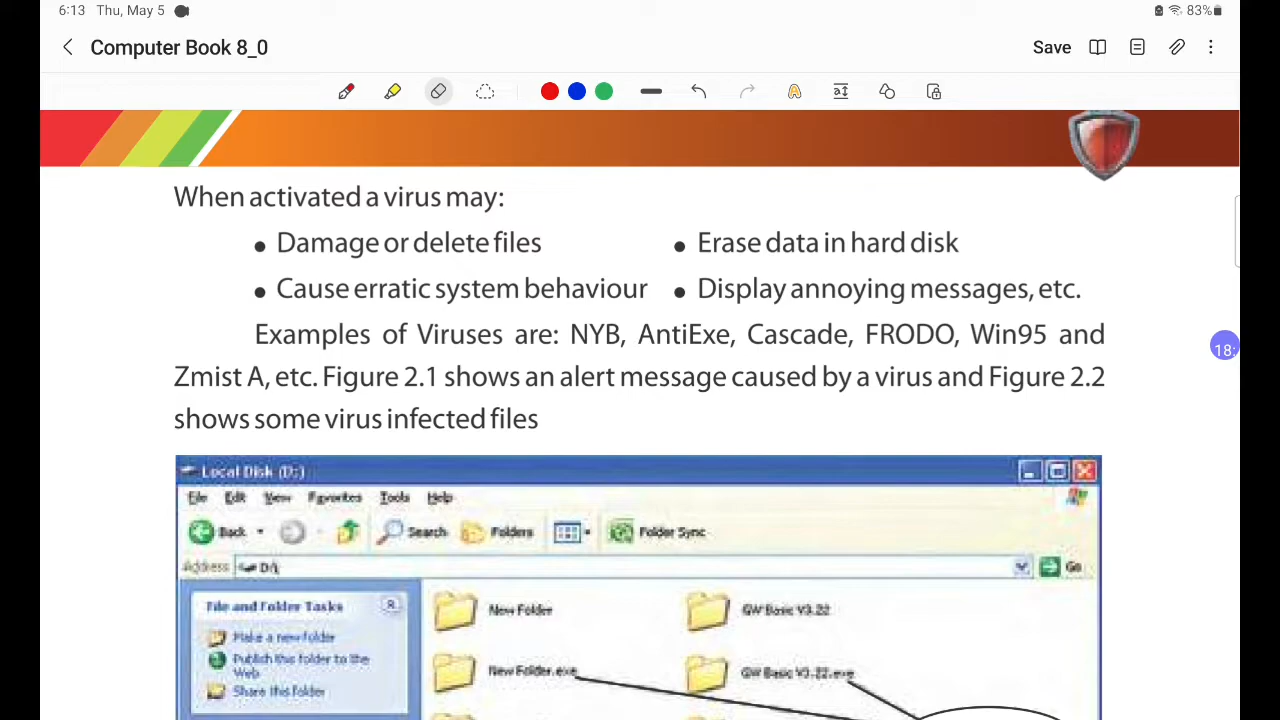 6:13 Thu, May 5
83%
Computer Book 8_0
Save
When activated a virus may:
• Damage or delete files • Erase data in hard disk
• Cause erratic system behaviour • Display annoying messages, etc.
Examples of Viruses are: NYB, AntiExe, Cascade, FRODO, Win95 and
Zmist A, etc. Figure 2.1 shows an alert message caused by a virus and Figure 2.2
shows some virus infected files
18:
Local Disk (D:)
File Edit View Favorites Tools Help
Back Search Folders Folder Sync
Address D:\ Go
File and Folder Tasks
Make a new folder
Publish this folder to the
Web
Share this folder
New Folder GW Basic V3.22
New Folder.exe GW Basic V3.22.exe